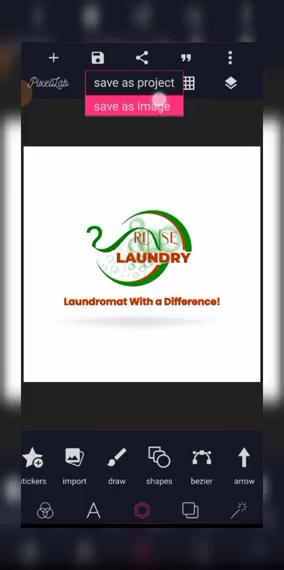 PixelLab
save as project
save as image
RINSE
LAUNDRY
Laundromat With a Difference!
stickers
import
draw
shapes
bezier
arrow
A